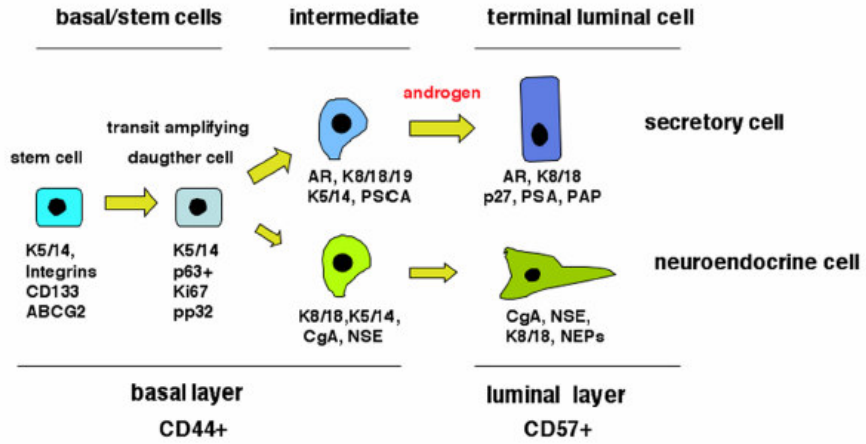 basal/stem cells
intermediate
terminal luminal cell
androgen
secretory cell
transit amplifying
stem cell
daugther cell
AR, K8/18/19
K5/14, PSCA
AR, K8/18
p27, PSA, PAP
K5/14,
Integrins
CD133
ABCG2
K5/14
p63+
Ki67
pp32
neuroendocrine cell
K8/18,K5/14,
CgA, NSE
CgA, NSE,
K8/18, NEPs
basal layer
CD44+
luminal layer
CD57+